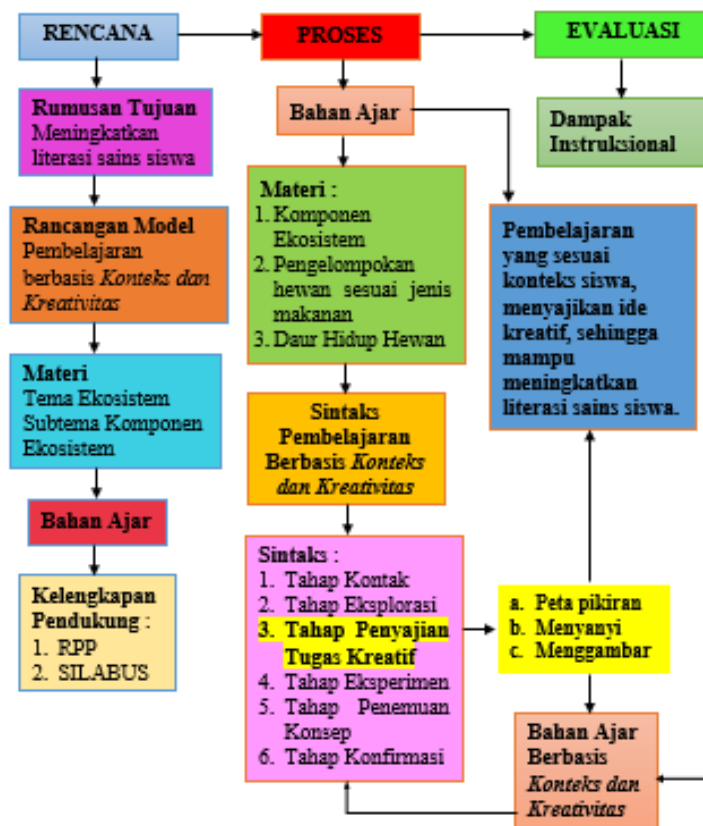 RENCANA
PROSES
EVALUASI
Rumusan Tujuan
Meningkatkan
literasi sains siswa
Rancangan Model
Pembelajaran
berbasis Konteks dan
Kreativitas
Materi
Tema Ekosistem
Subtema Komponen
Ekosistem
Bahan Ajar
Kelengkapan
Pendukung :
1. RPP
2. SILABUS
Bahan Ajar
Materi :
1. Komponen
Ekosistem
2. Pengelompokan
hewan sesuai jenis
makanan
3. Daur Hidup Hewan
Sintaks
Pembelajaran
Berbasis Konteks
dan Kreativitas
Sintaks :
1. Tahap Kontak
2. Tahap Eksplorasi
3. Tahap Penyajian
Tugas Kreatif
4. Tahap Eksperimen
5. Tahap Penemuan
Konsep
6. Tahap Konfirmasi
Dampak
Instruksional
Pembelajaran
yang sesuai
konteks siswa,
menyajikan ide
kreatif, sehingga
mampu
meningkatkan
literasi sains siswa.
a. Peta pikiran
b. Menyanyi
c. Menggambar
Bahan Ajar
Berbasis
Konteks dan
Kreativitas